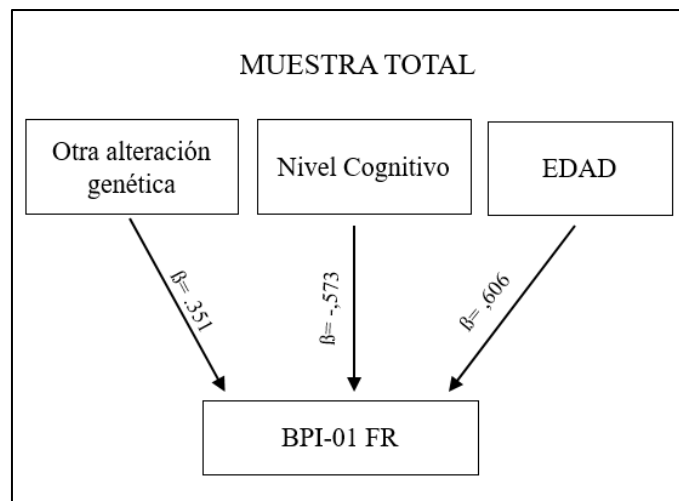 MUESTRA TOTAL
Otra alteración
genética
Nivel Cognitivo
EDAD
ß= .351
ß= -,573
ß= ,606
BPI-01 FR